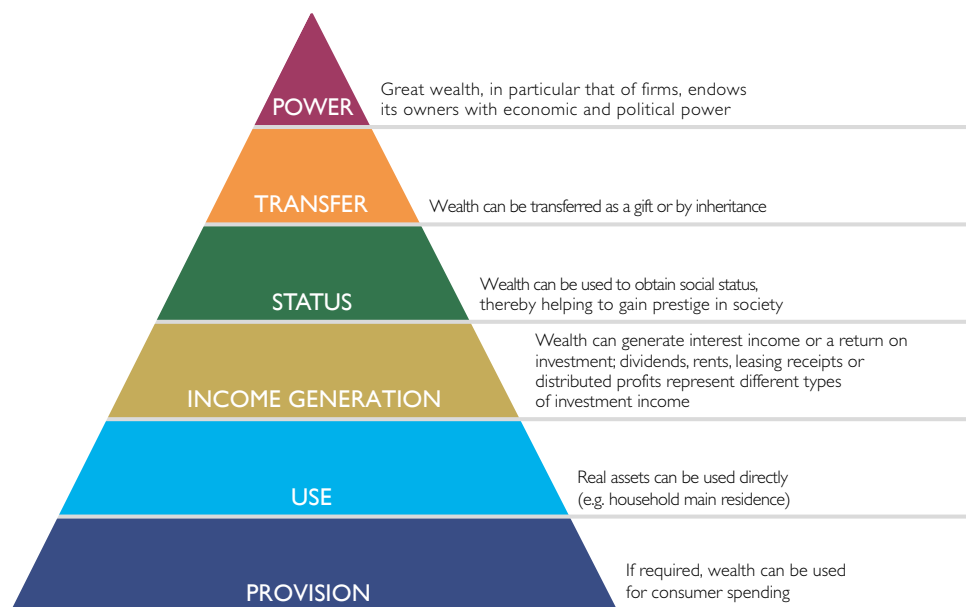 POWER
Great wealth, in particular that of firms, endows
its owners with economic and political power
TRANSFER
Wealth can be transferred as a gift or by inheritance
STATUS
Wealth can be used to obtain social status,
thereby helping to gain prestige in society
INCOME GENERATION
Wealth can generate interest income or a return on
investment; dividends, rents, leasing receipts or
distributed profits represent different types
of investment income
USE
Real assets can be used directly
(e.g. household main residence)
PROVISION
If required, wealth can be used
for consumer spending